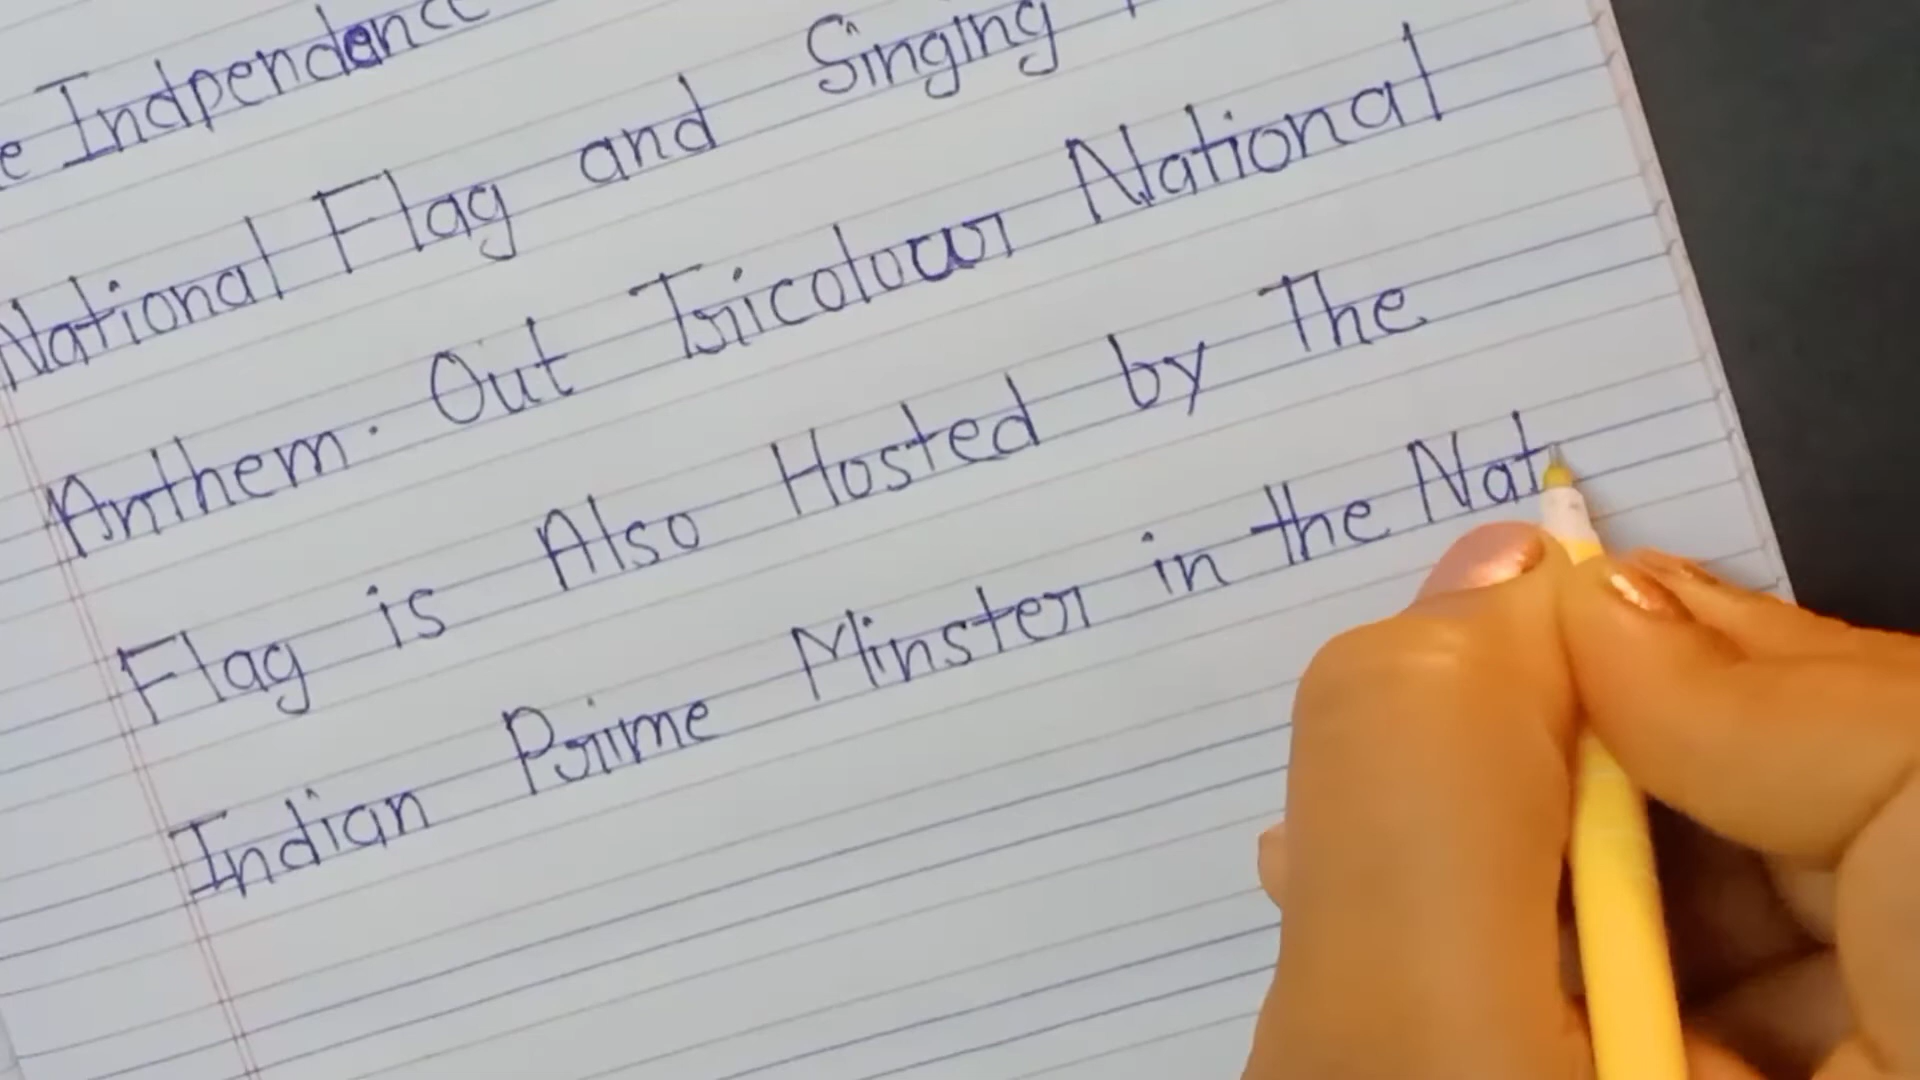 e Indpendence
National Flag and Singing
Anthem. Out Tricolour National
Flag is Also Hosted by The
Indian Prime Minster in the Nat